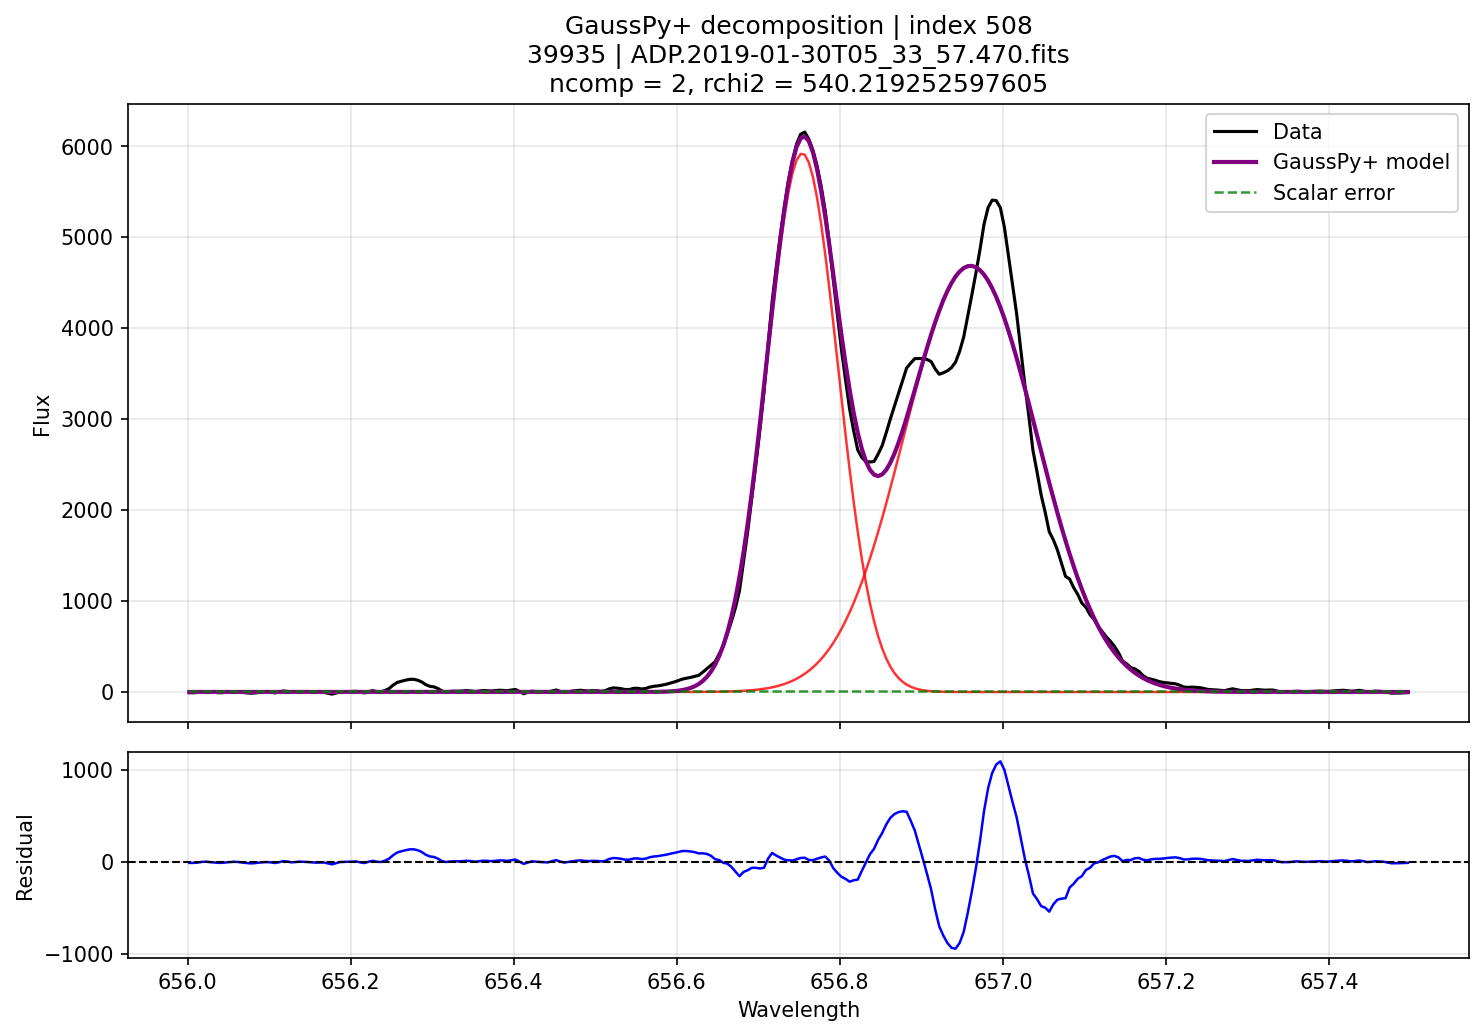 GaussPy+ decomposition | index 508
39935 | ADP.2019-01-30T05_33_57.470.fits
ncomp = 2, rchi2 = 540.219252597605
Data
GaussPy+ model
Scalar error
Flux
6000
5000
4000
3000
2000
1000
0
Residual
1000
0
−1000
656.0
656.2
656.4
656.6
656.8
657.0
657.2
657.4
Wavelength